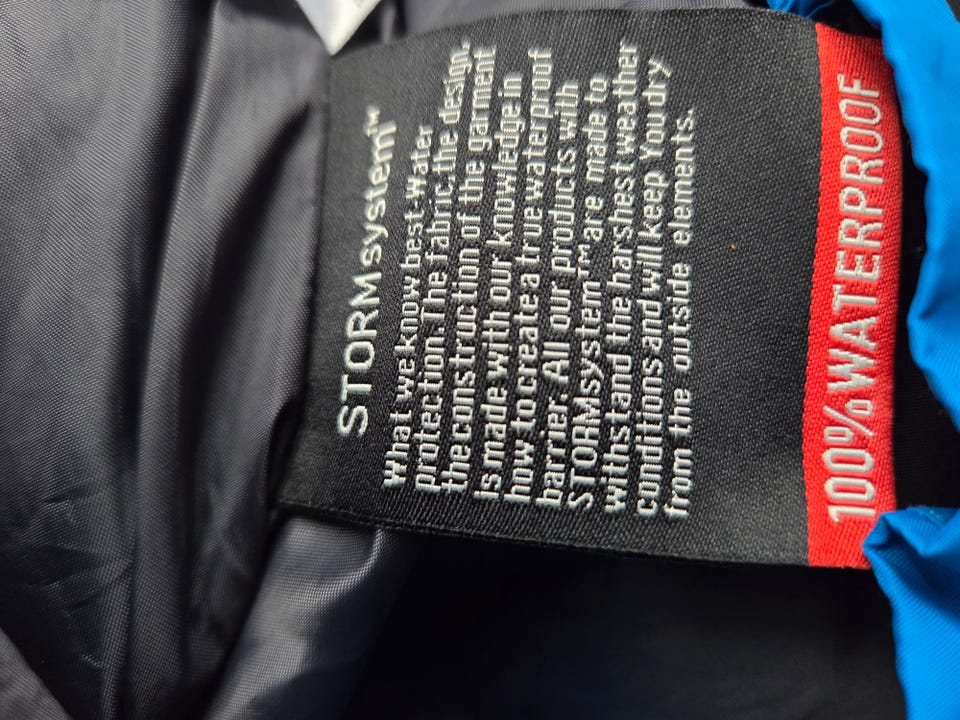 STORMsystem™
What we know best-Water
protection. The fabric, the design,
the construction of the garment
is made with our knowledge in
how to create a true waterproof
barrier. All our products with
STORMsystem™ are made to
withstand the harshest weather
conditions and will keep You dry
from the outside elements.
100% WATERPROOF